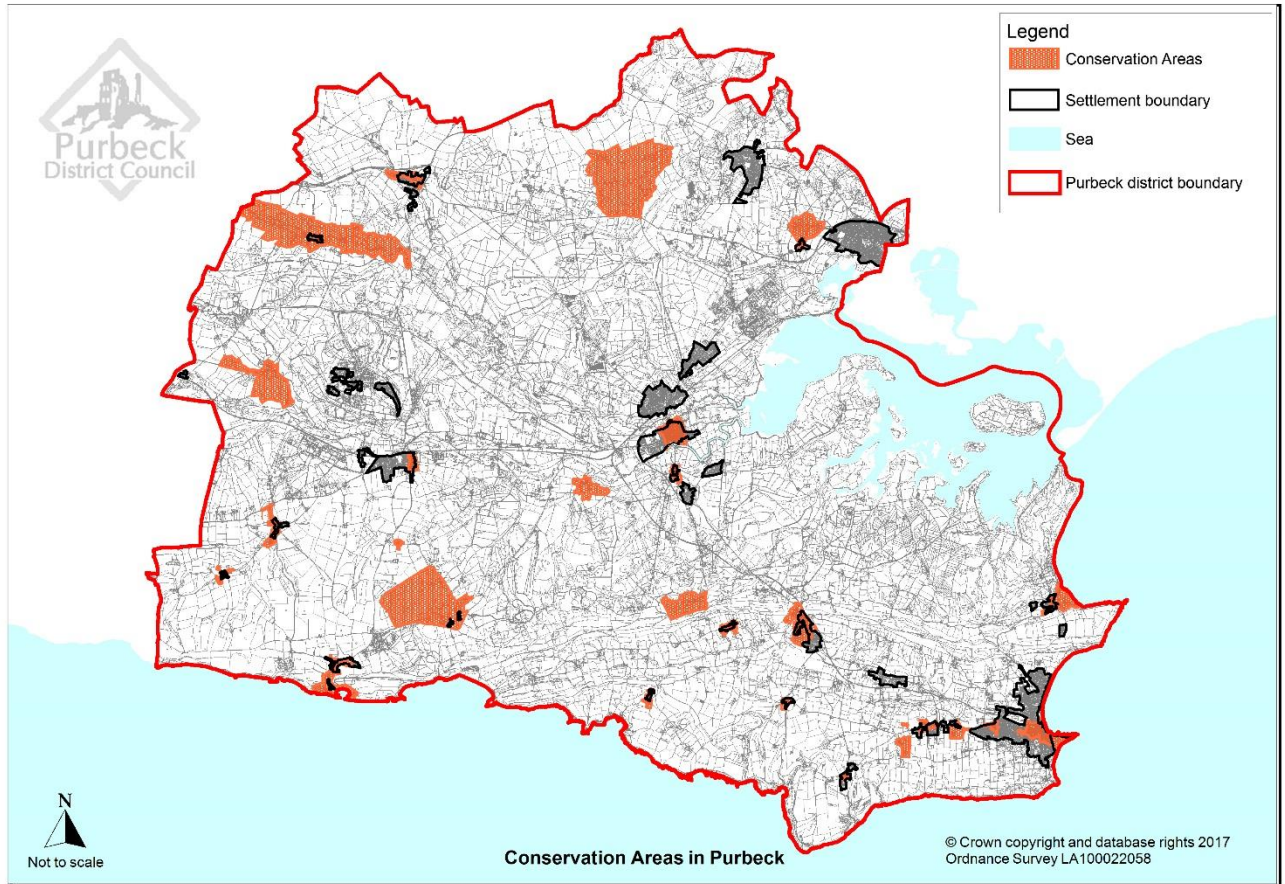 Purbeck
District Council
Legend
Conservation Areas
Settlement boundary
Sea
Purbeck district boundary
N
Not to scale
Conservation Areas in Purbeck
© Crown copyright and database rights 2017
Ordnance Survey LA100022058